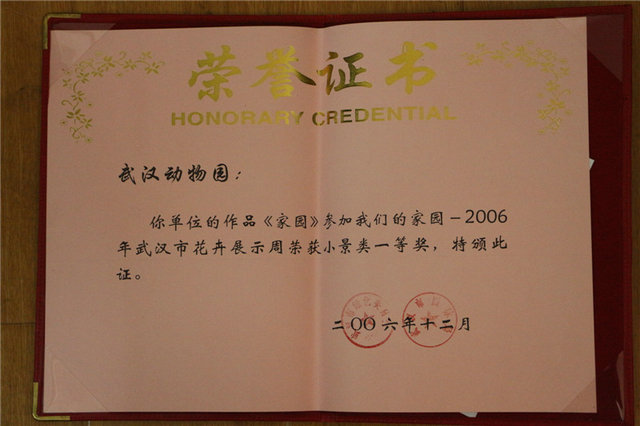 荣誉证书
HONORARY CREDENTIAL
武汉动物园：
你单位的作品《家园》参加我们的家园－2006
年武汉市花卉展示周荣获小景类一等奖，特颁此
证。
二〇〇六年十二月